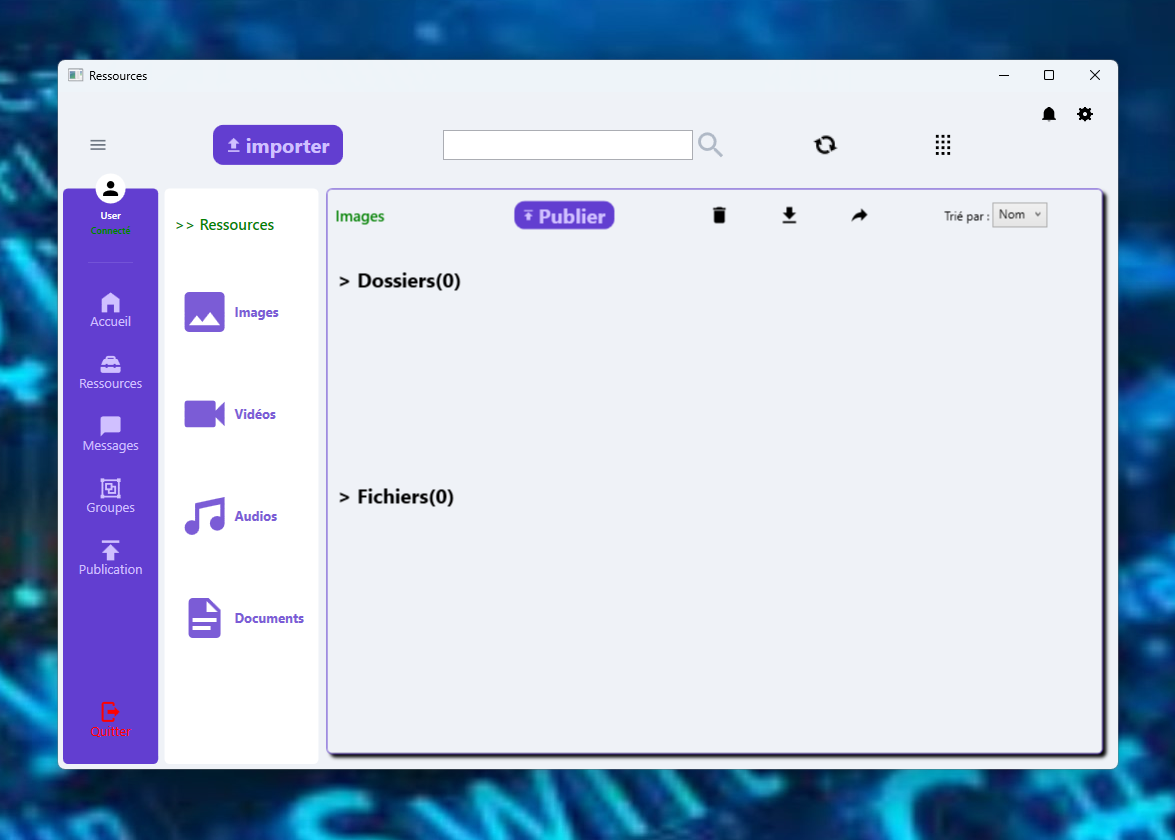 Ressources
importer
User
Connecté
>> Ressources
Images
Publier
Trié par :
Nom
> Dossiers(0)
Accueil
Images
Ressources
Vidéos
Messages
> Fichiers(0)
Groupes
Audios
Publication
Documents
Quitter